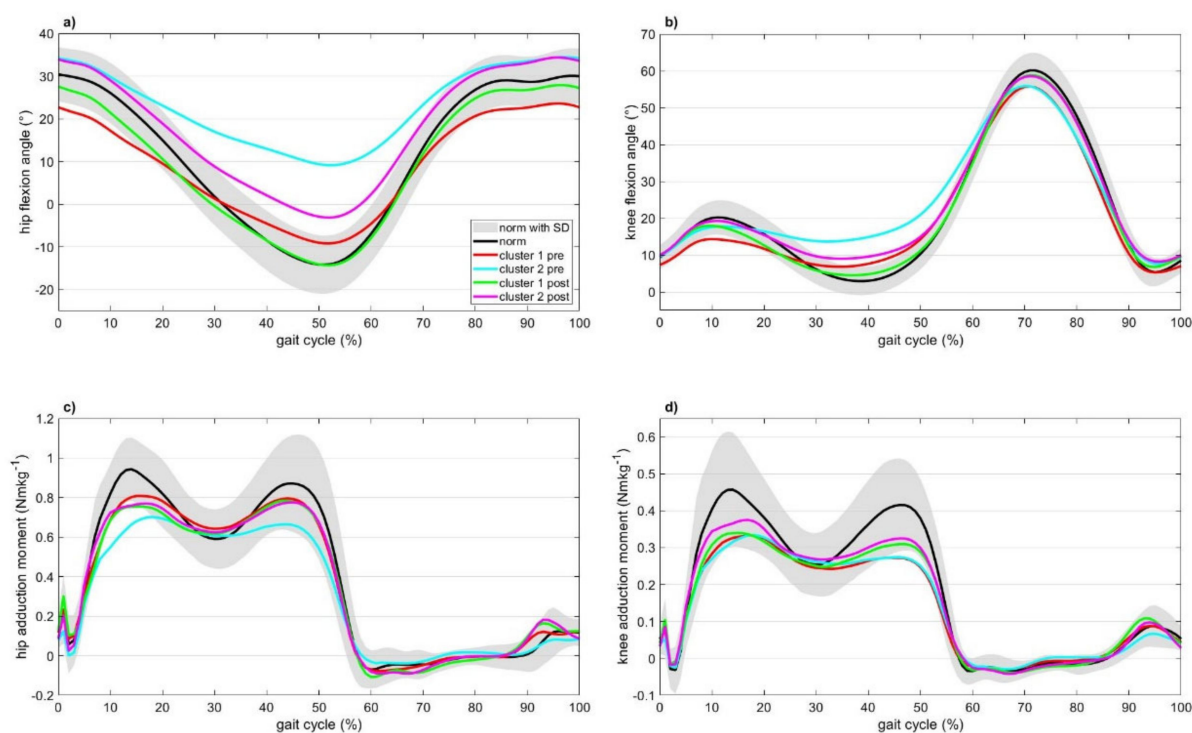 a)
hip flexion angle (°)
40
30
20
10
0
-10
-20
0 10 20 30 40 50 60 70 80 90 100
gait cycle (%)
norm with SD
norm
cluster 1 pre
cluster 2 pre
cluster 1 post
cluster 2 post
b)
knee flexion angle (°)
70
60
50
40
30
20
10
0
0 10 20 30 40 50 60 70 80 90 100
gait cycle (%)
c)
hip adduction moment (Nmkg-1)
1.2
1
0.8
0.6
0.4
0.2
0
-0.2
0 10 20 30 40 50 60 70 80 90 100
gait cycle (%)
d)
knee adduction moment (Nmkg-1)
0.6
0.5
0.4
0.3
0.2
0.1
0
-0.1
0 10 20 30 40 50 60 70 80 90 100
gait cycle (%)